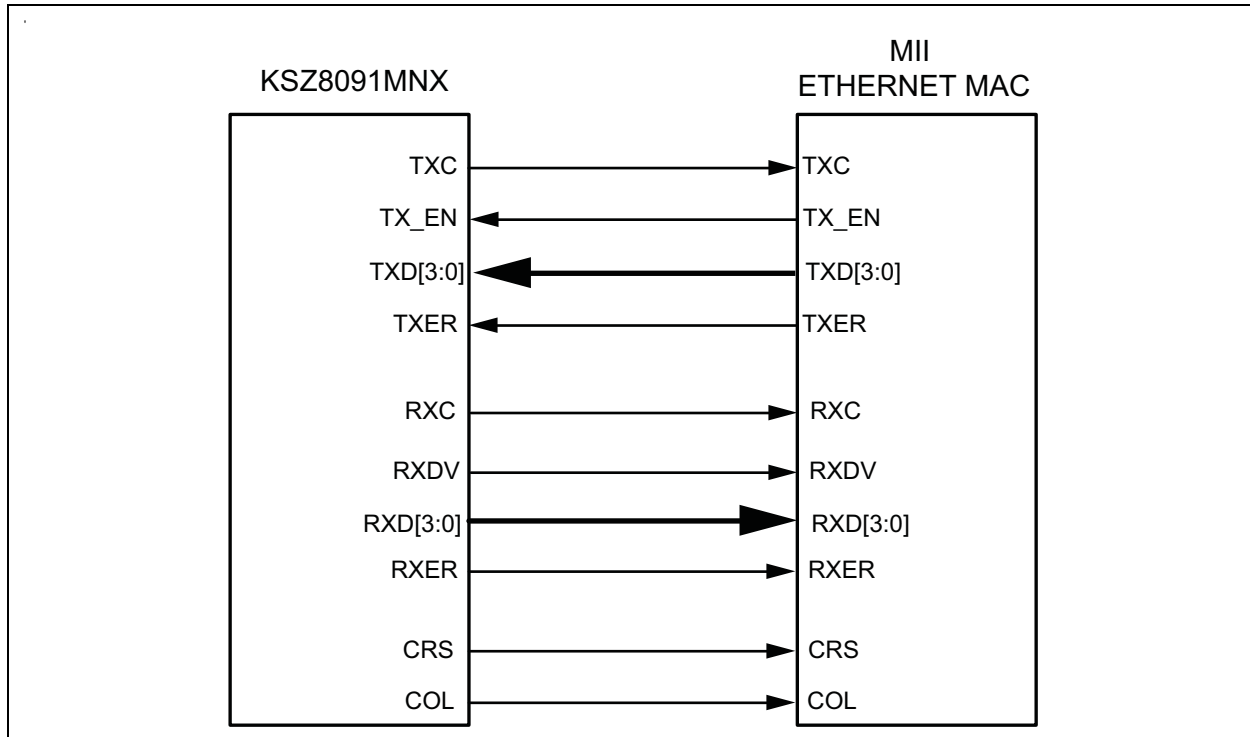 KSZ8091MNX
MII
ETHERNET MAC
TXC TXC
TX_EN TX_EN
TXD[3:0] TXD[3:0]
TXER TXER
RXC RXC
RXDV RXDV
RXD[3:0] RXD[3:0]
RXER RXER
CRS CRS
COL COL